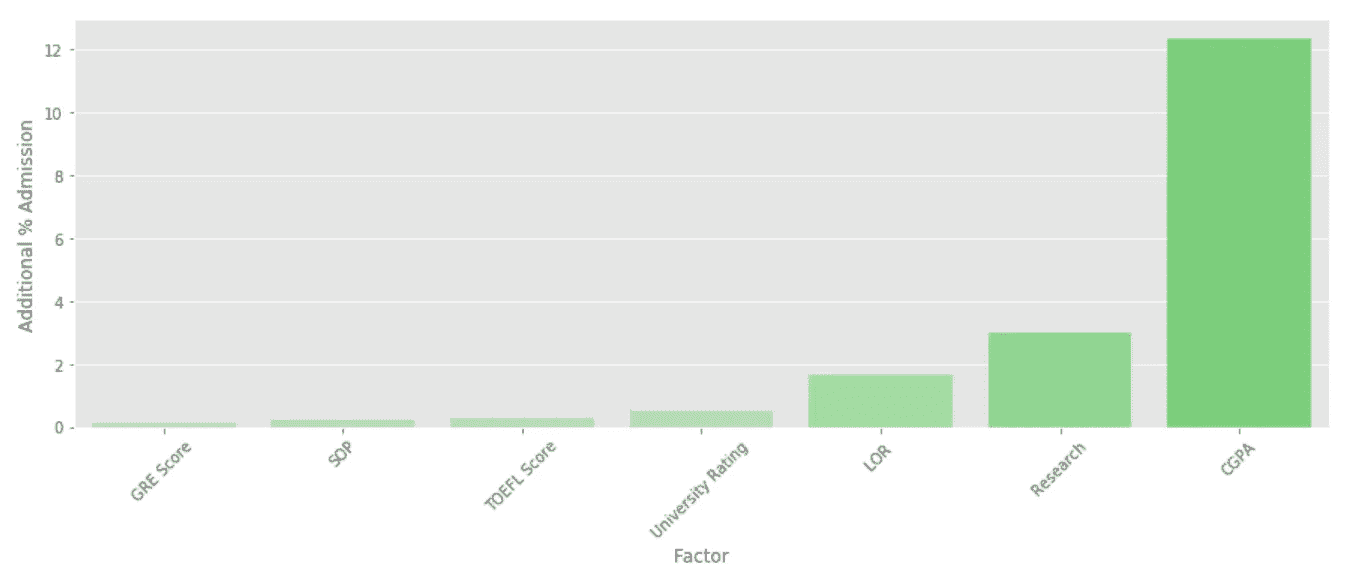 12
10
8
6
4
2
0
Additional % Admission
GRE Score
SOP
TOEFL Score
University Rating
LOR
Research
CGPA
Factor